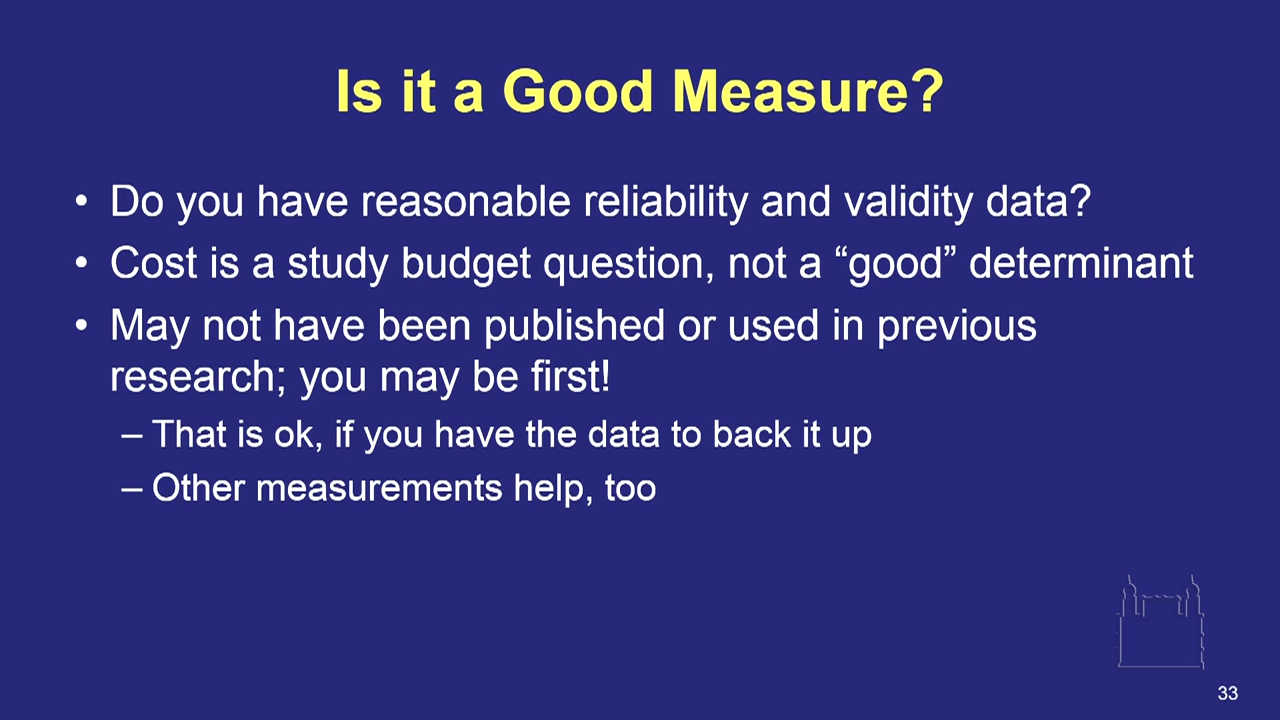 Is it a Good Measure?
• Do you have reasonable reliability and validity data?
• Cost is a study budget question, not a “good” determinant
• May not have been published or used in previous
research; you may be first!
– That is ok, if you have the data to back it up
– Other measurements help, too
33